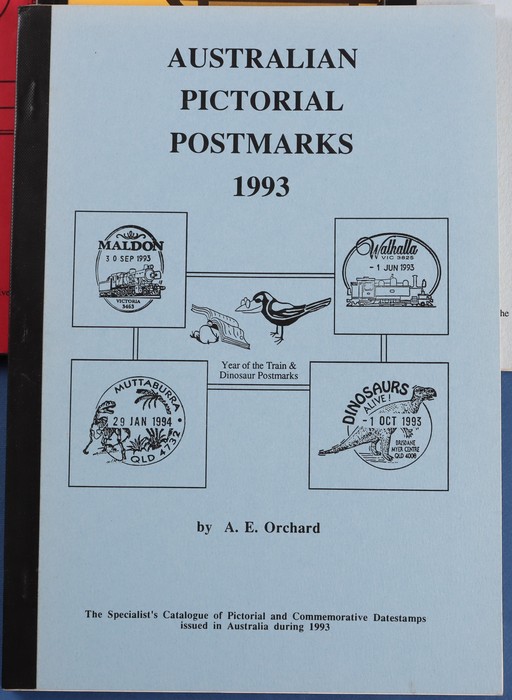 AUSTRALIAN
PICTORIAL
POSTMARKS
1993
MALDON
30 SEP 1993
VICTORIA
3463
Walhalla
VIC 3825
- 1 JUN 1993
Year of the Train &
Dinosaur Postmarks
MUTTABURRA
29 JAN 1994
QLD 4732
DINOSAURS
ALIVE!
- 1 OCT 1993
BRISBANE
MYER CENTRE
QLD 4000
by A. E. Orchard
The Specialist's Catalogue of Pictorial and Commemorative Datestamps
issued in Australia during 1993
he